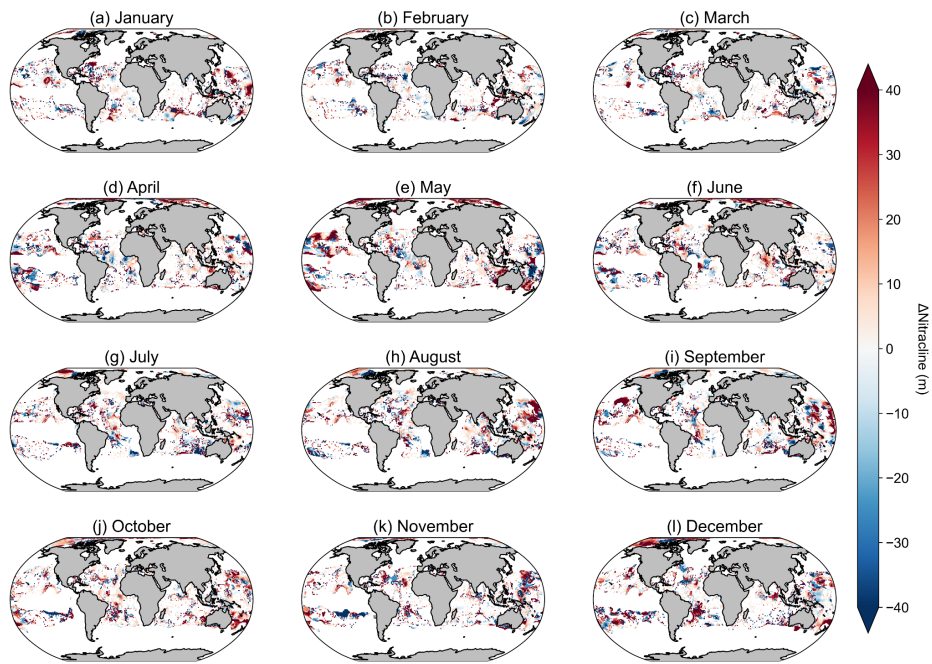 (a) January
(b) February
(c) March
(d) April
(e) May
(f) June
(g) July
(h) August
(i) September
(j) October
(k) November
(l) December
40
30
20
10
0
−10
−20
−30
−40
ΔNitracline (m)